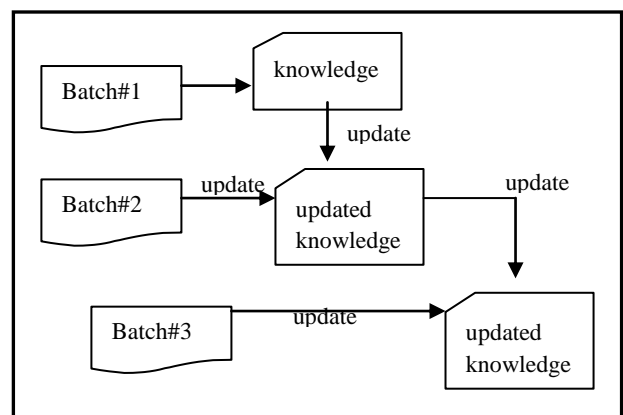 knowledge
Batch#1
update
Batch#2
update
update
updated
knowledge
Batch#3
update
updated
knowledge